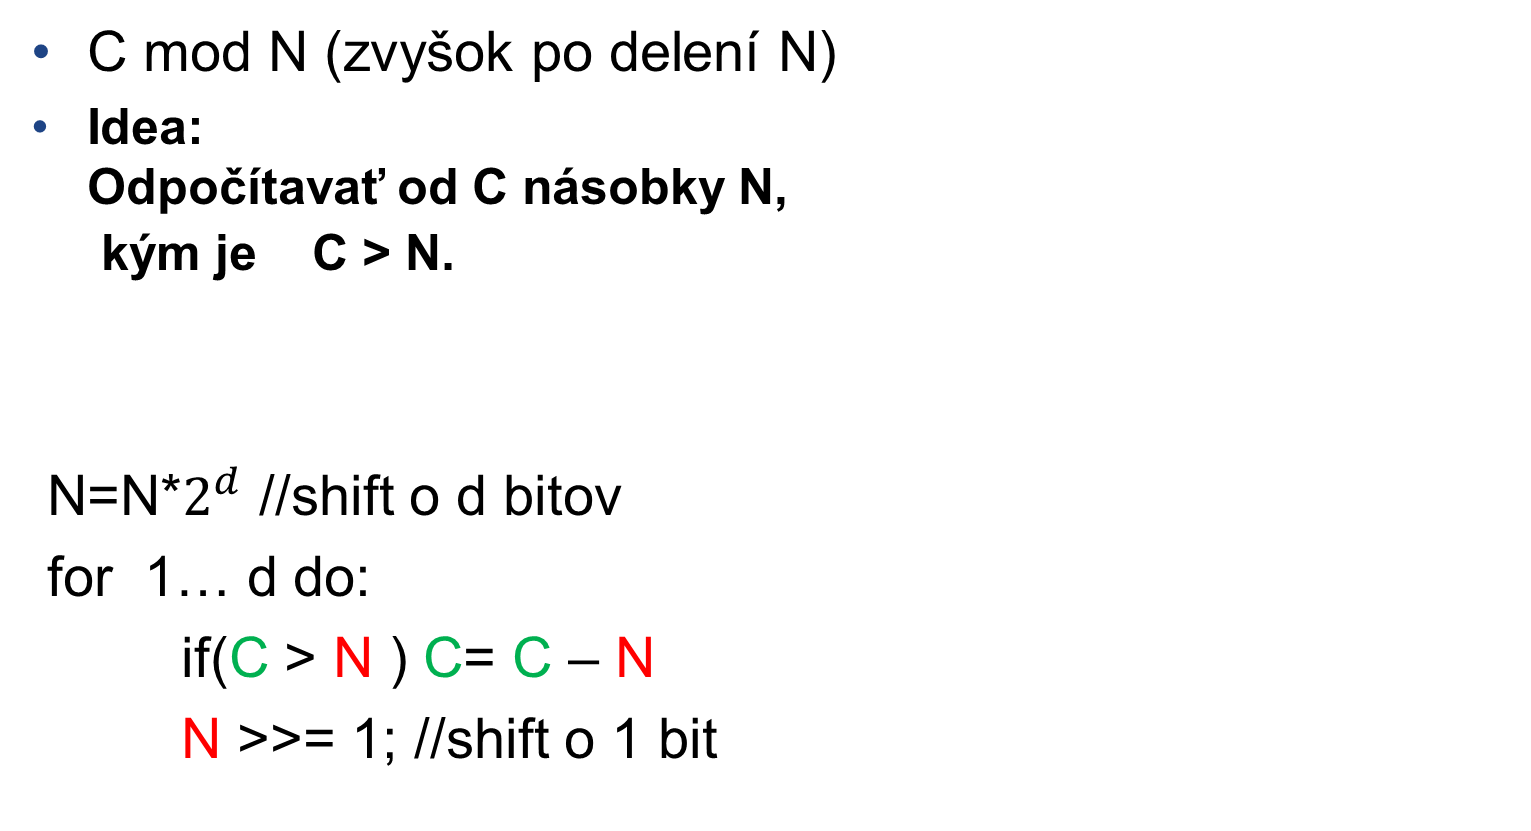 • C mod N (zvyšok po delení N)
• Idea:
Odpočítavať od C násobky N,
kým je C > N.
N=N*2^d //shift o d bitov
for 1… d do:
if(C > N ) C= C – N
N >>= 1; //shift o 1 bit